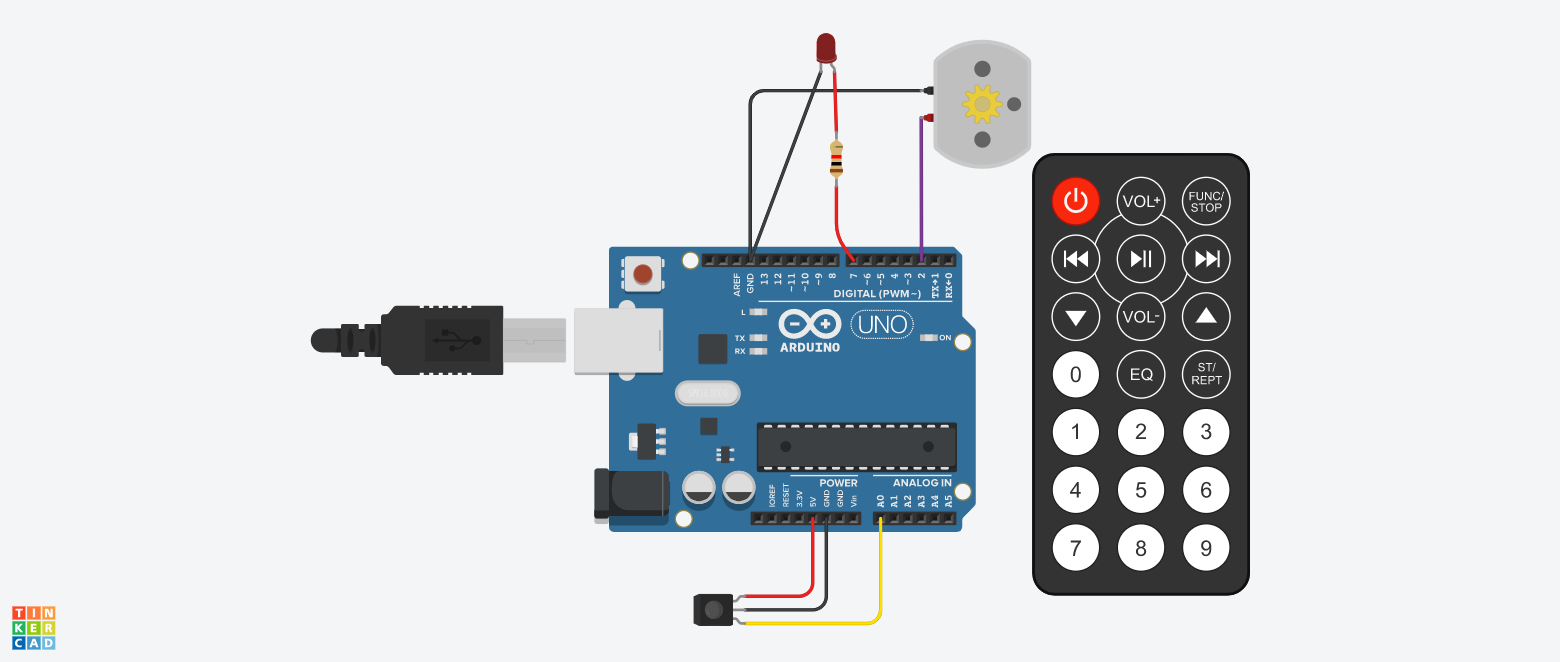 VOL+
FUNC/
STOP
VOL-
0
EQ
ST/
REPT
1
2
3
4
5
6
7
8
9
AREF
GND
13
12
~11
~10
~9
8
7
~6
~5
4
~3
2
TX→1
RX←0
DIGITAL (PWM~)
L
TX
RX
ARDUINO
UNO
ON
POWER
ANALOG IN
IOREF
RESET
3.3V
5V
GND
GND
Vin
A0
A1
A2
A3
A4
A5
TIN
KER
CAD